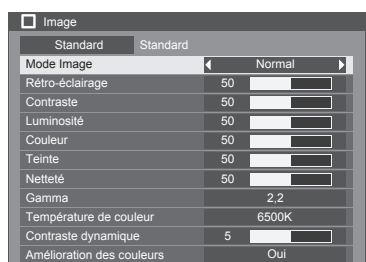 Image
Standard Standard
Mode Image Normal
Rétro-éclairage 50
Contraste 50
Luminosité 50
Couleur 50
Teinte 50
Netteté 50
Gamma 2,2
Température de couleur 6500K
Contraste dynamique 5
Amélioration des couleurs Oui